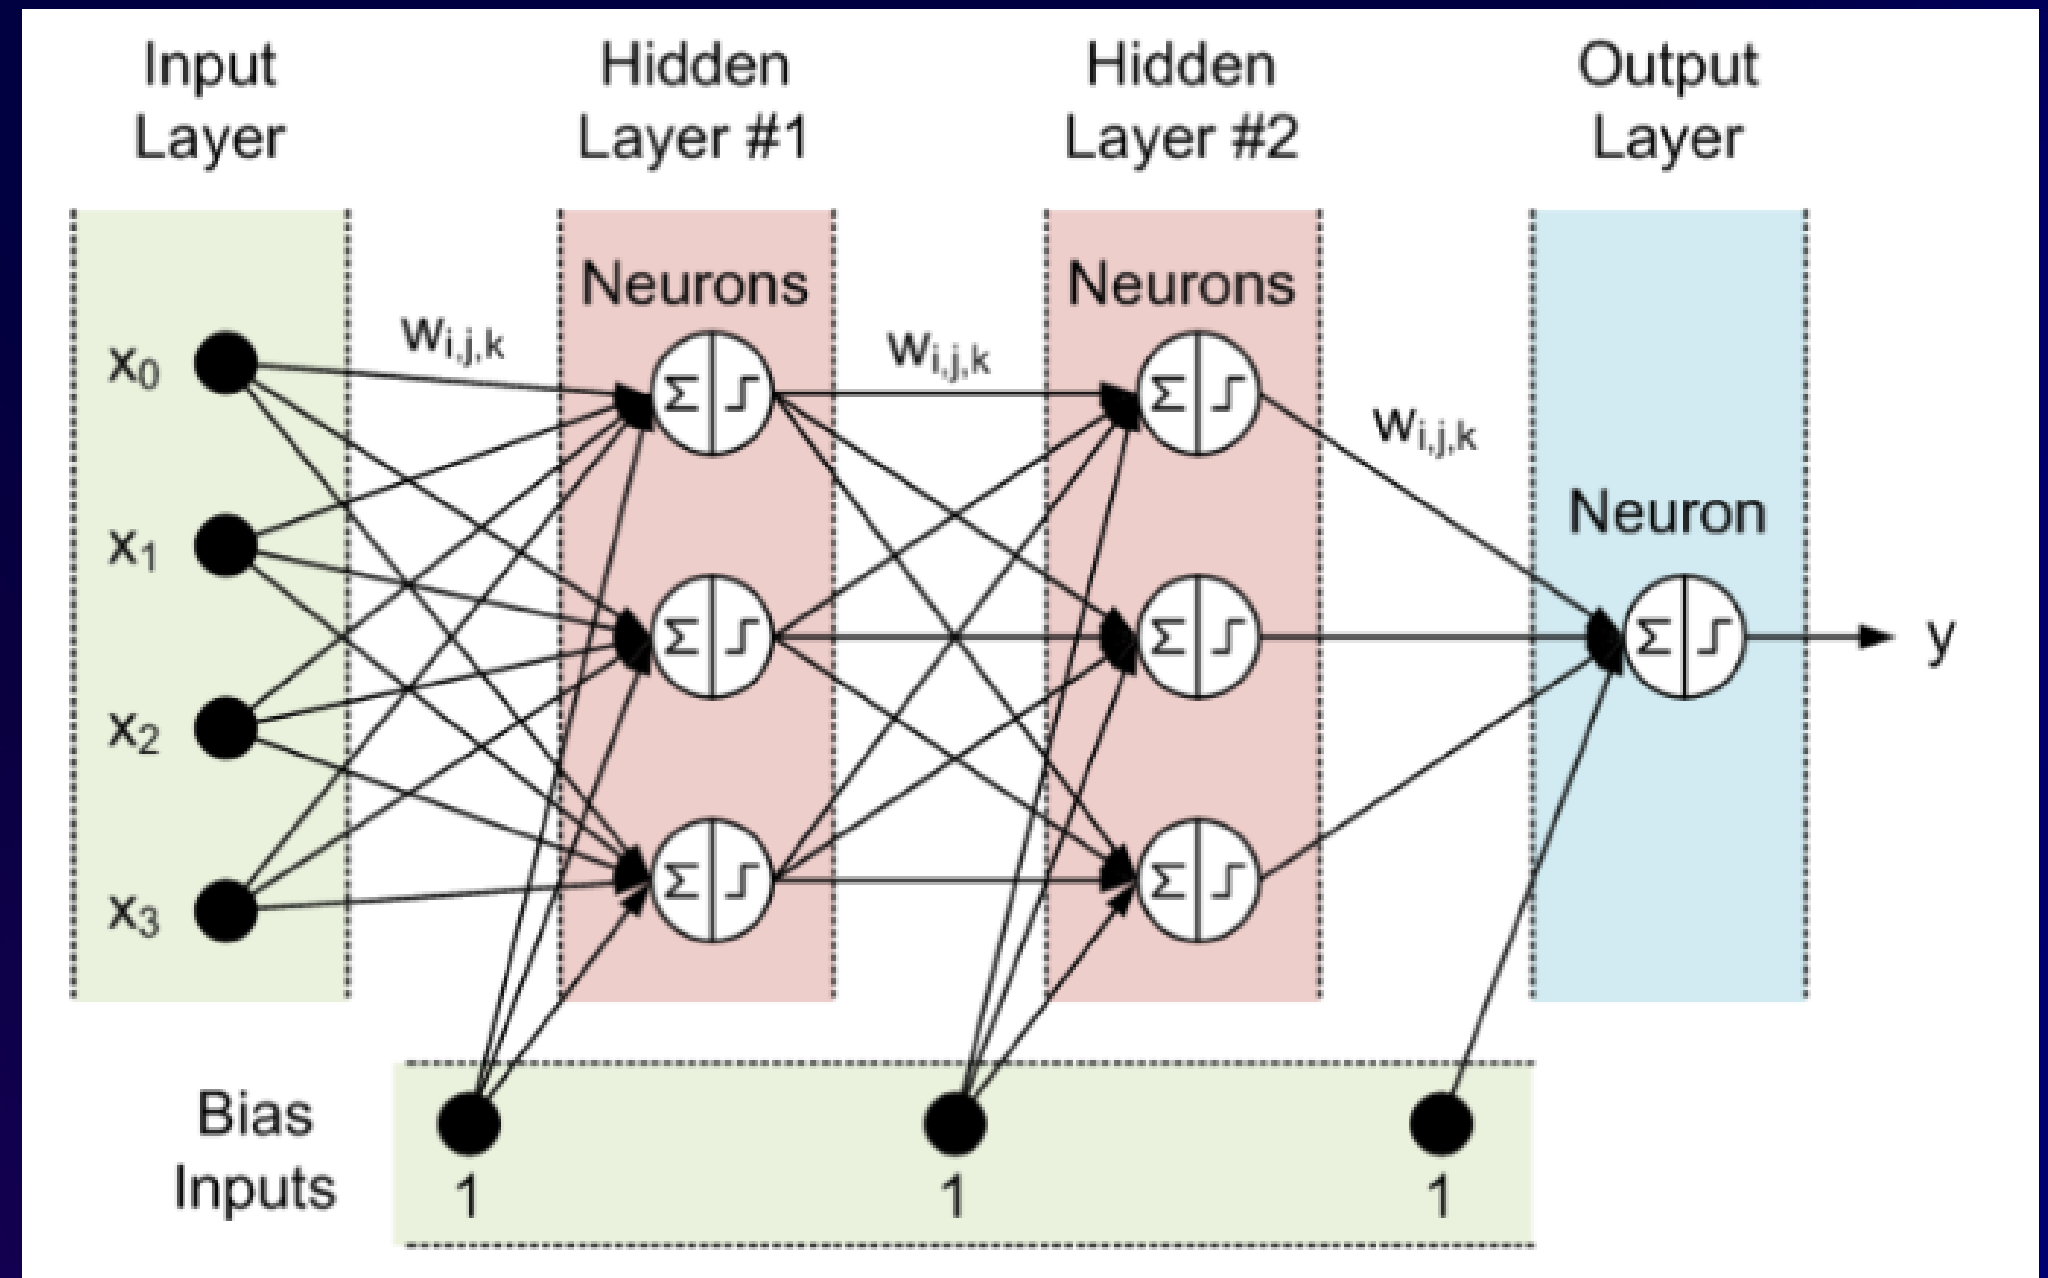 Input
Layer
Hidden
Layer #1
Hidden
Layer #2
Output
Layer
Neurons
Neurons
Neuron
x₀
x₁
x₂
x₃
wᵢ,ⱼ,ₖ
wᵢ,ⱼ,ₖ
wᵢ,ⱼ,ₖ
Σ
Σ
Σ
Σ
Σ
Σ
Σ
y
Bias
Inputs
1
1
1